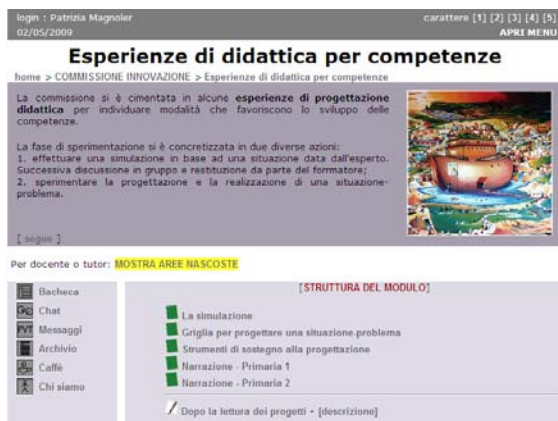 login : Patrizia Magnoler
carattere [1] [2] [3] [4] [5]
02/05/2009
APRI MENU
Esperienze di didattica per competenze
home > COMMISSIONE INNOVAZIONE > Esperienze di didattica per competenze
La commissione si è cimentata in alcune esperienze di progettazione
didattica per individuare modalità che favoriscono lo sviluppo delle
competenze.
La fase di sperimentazione si è concretizzata in due diverse azioni:
1. effettuare una simulazione in base ad una situazione data dall'esperto.
Successiva discussione in gruppo e restituzione da parte del formatore;
2. sperimentare la progettazione e la realizzazione di una situazione-
problema.
[ segue ]
Per docente o tutor: MOSTRA AREE NASCOSTE
Bacheca
Chat
PVT Messaggi
Archivio
Caffè
Chi siamo
[STRUTTURA DEL MODULO]
La simulazione
Griglia per progettare una situazione-problema
Strumenti di sostegno alla progettazione
Narrazione - Primaria 1
Narrazione - Primaria 2
Dopo la lettura dei progetti - [descrizione]